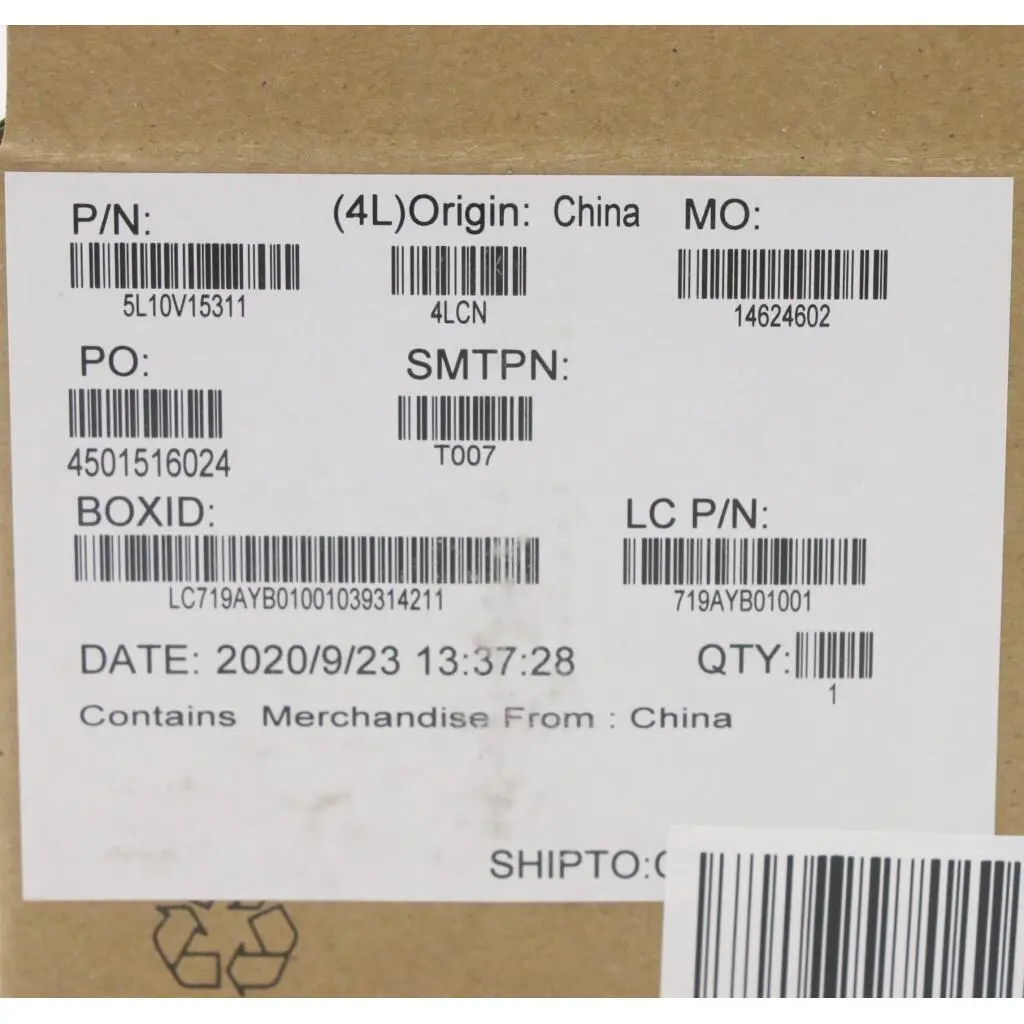 P/N: (4L)Origin: China MO:
5L10V15311 4LCN 14624602
PO: SMTPN:
4501516024 T007
BOXID: LC P/N:
LC719AYB01001039314211 719AYB01001
DATE: 2020/9/23 13:37:28 QTY:
1
Contains Merchandise From : China
SHIPTO: